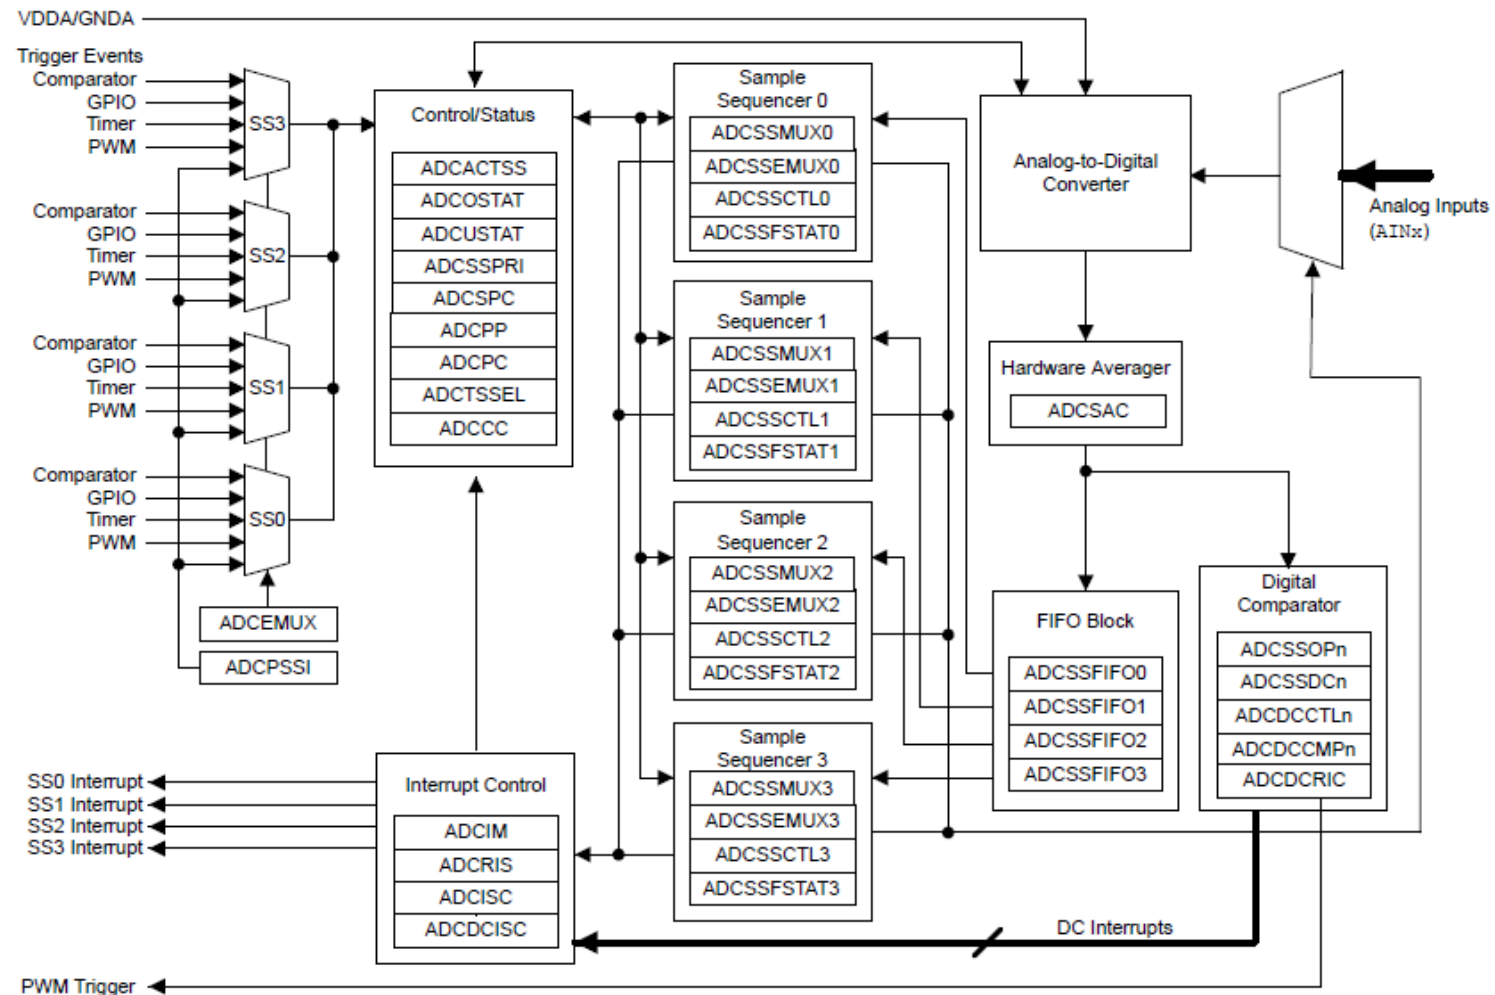 VDDA/GNDA
Trigger Events
Comparator
GPIO
Timer
PWM
SS3
Comparator
GPIO
Timer
PWM
SS2
Comparator
GPIO
Timer
PWM
SS1
Comparator
GPIO
Timer
PWM
SS0
ADCEMUX
ADCPSSI
Control/Status
ADCACTSS
ADCOSTAT
ADCUSTAT
ADCSSPRI
ADCSPC
ADCPP
ADCPC
ADCTSSEL
ADCCC
Sample
Sequencer 0
ADCSSMUX0
ADCSSEMUX0
ADCSSCTL0
ADCSSFSTAT0
Sample
Sequencer 1
ADCSSMUX1
ADCSSEMUX1
ADCSSCTL1
ADCSSFSTAT1
Sample
Sequencer 2
ADCSSMUX2
ADCSSEMUX2
ADCSSCTL2
ADCSSFSTAT2
Sample
Sequencer 3
ADCSSMUX3
ADCSSEMUX3
ADCSSCTL3
ADCSSFSTAT3
Analog-to-Digital
Converter
Analog Inputs
(AINx)
Hardware Averager
ADCSAC
FIFO Block
ADCSSFIFO0
ADCSSFIFO1
ADCSSFIFO2
ADCSSFIFO3
Digital
Comparator
ADCSSOPn
ADCSSDCn
ADCDCCTLn
ADCDCCMPn
ADCDCRIC
SS0 Interrupt
SS1 Interrupt
SS2 Interrupt
SS3 Interrupt
Interrupt Control
ADCIM
ADCRIS
ADCISC
ADCDCISC
DC Interrupts
PWM Trigger